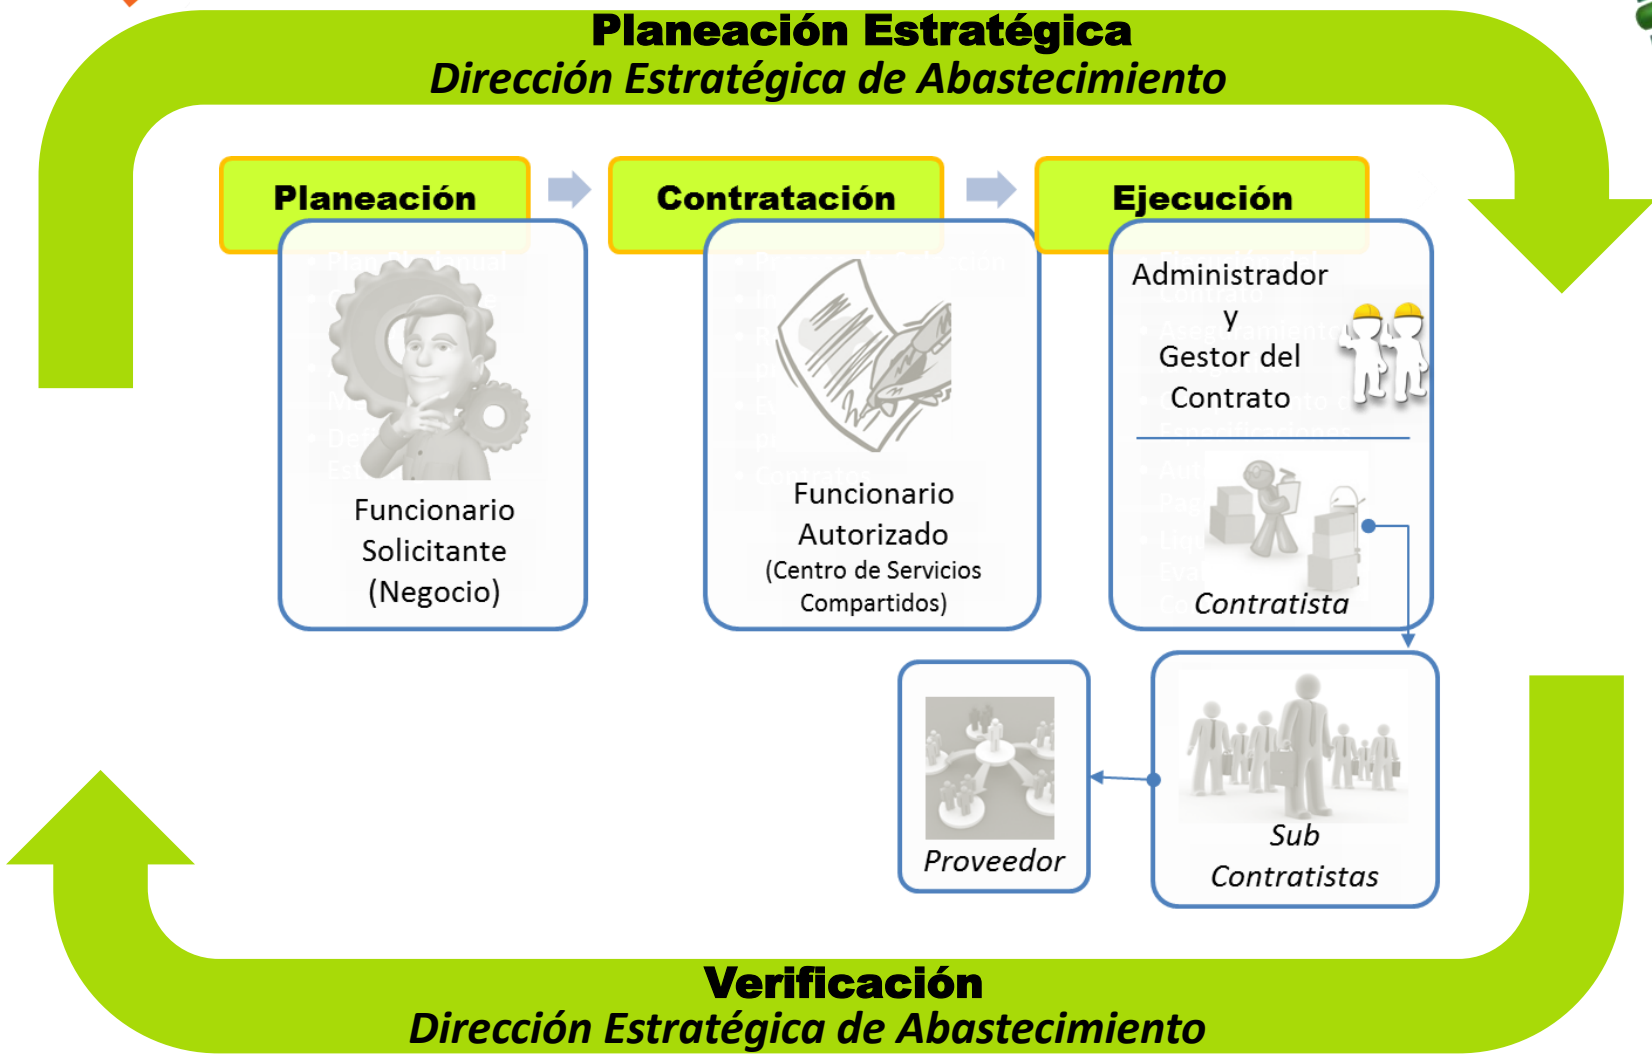 Planeación Estratégica
Dirección Estratégica de Abastecimiento
Planeación
Contratación
Ejecución
Funcionario
Solicitante
(Negocio)
Funcionario
Autorizado
(Centro de Servicios
Compartidos)
Administrador
y
Gestor del
Contrato
Contratista
Sub
Contratistas
Proveedor
Verificación
Dirección Estratégica de Abastecimiento